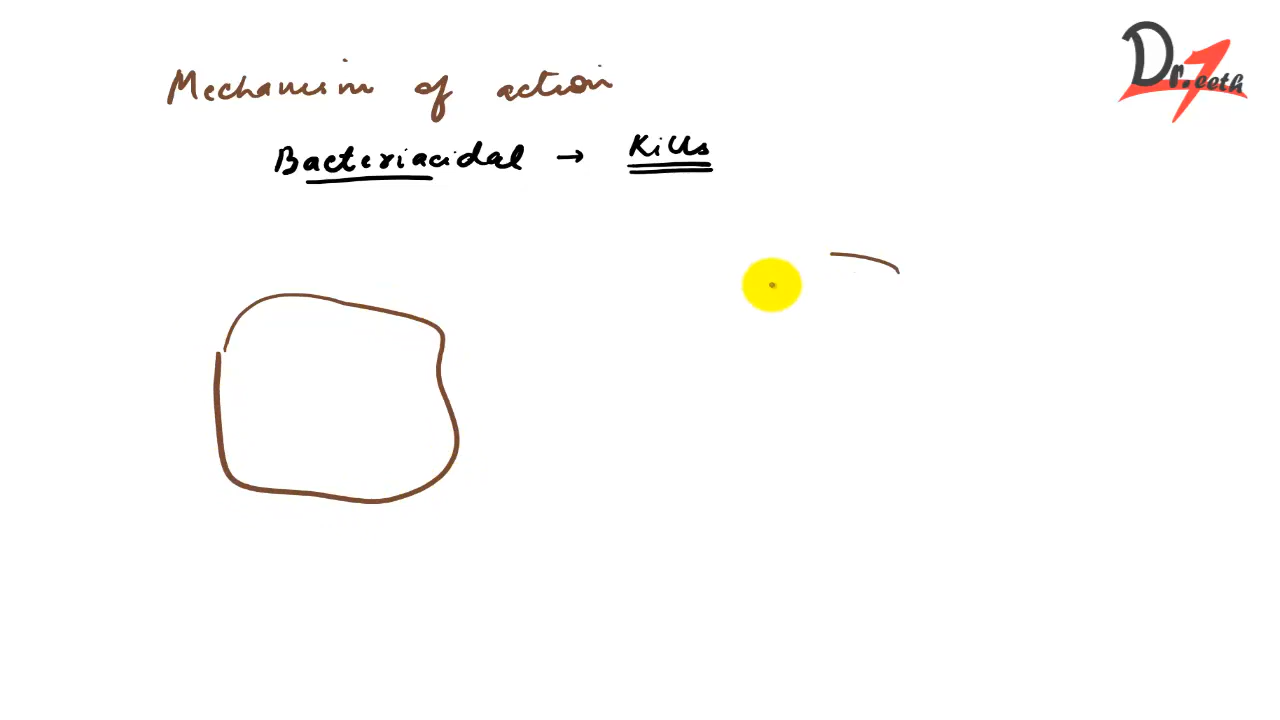 Mechanism of action
Bacteriacidal → Kills
Dr.eeth